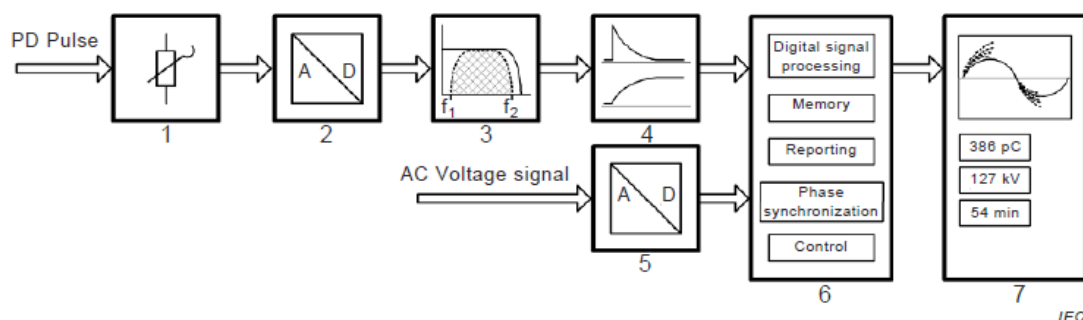 PD Pulse
A
D
f1
f2
1
2
3
4
AC Voltage signal
A
D
5
Digital signal
processing
Memory
Reporting
Phase
synchronization
Control
6
386 pC
127 kV
54 min
7
IEC